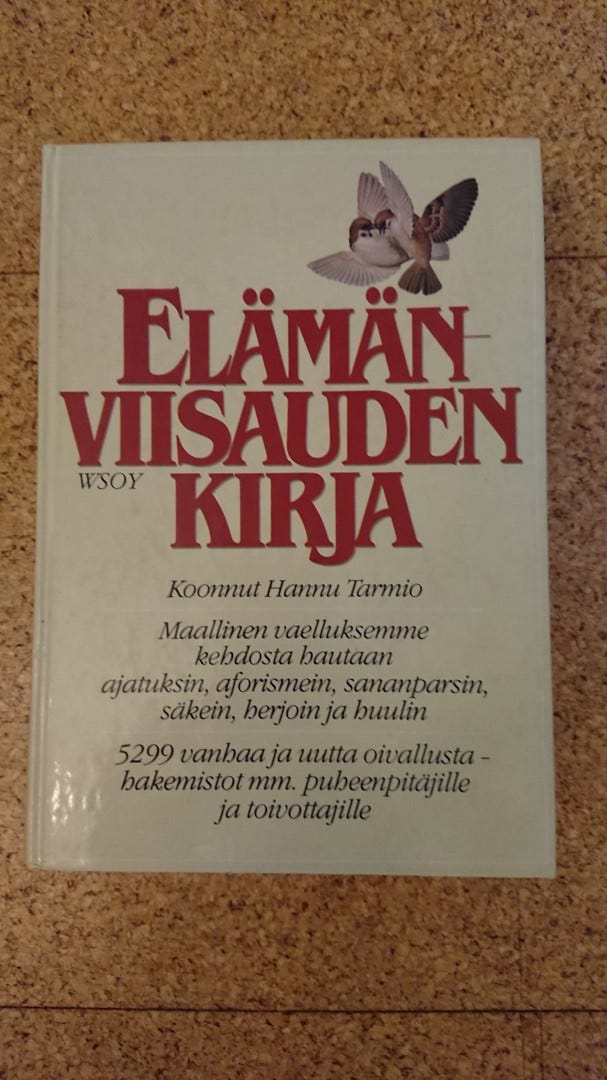 ELÄMÄN-
VIISAUDEN
WSOY
KIRJA
Koonnut Hannu Tarmio
Maallinen vaelluksemme
kehdosta hautaan
ajatuksin, aforismein, sananparsin,
säkein, herjoin ja huulin
5299 vanhaa ja uutta oivallusta –
hakemistot mm. puheenpitäjille
ja toivottajille